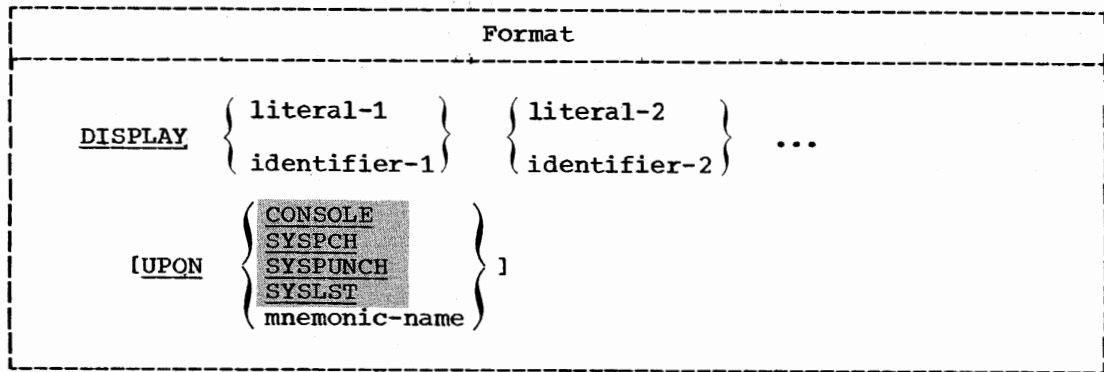 Format
DISPLAY { literal-1 } { literal-2 } ...
{ identifier-1 } { identifier-2 }
[UPON { CONSOLE } ]
SYSPCH
SYSPUNCH
SYSLST
mnemonic-name